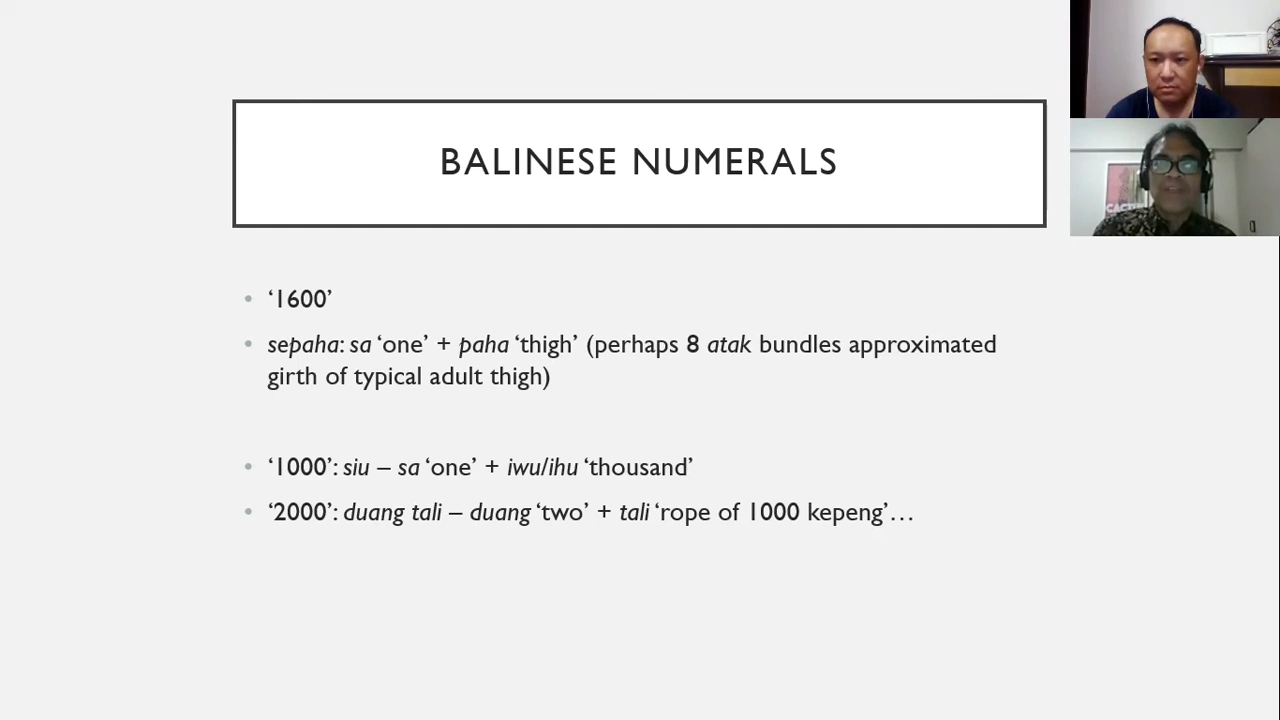 BALINESE NUMERALS
• ‘1600’
• sepaha: sa ‘one’ + paha ‘thigh’ (perhaps 8 atak bundles approximated
girth of typical adult thigh)
• ‘1000’: siu – sa ‘one’ + iwu/ihu ‘thousand’
• ‘2000’: duang tali – duang ‘two’ + tali ‘rope of 1000 kepeng’…